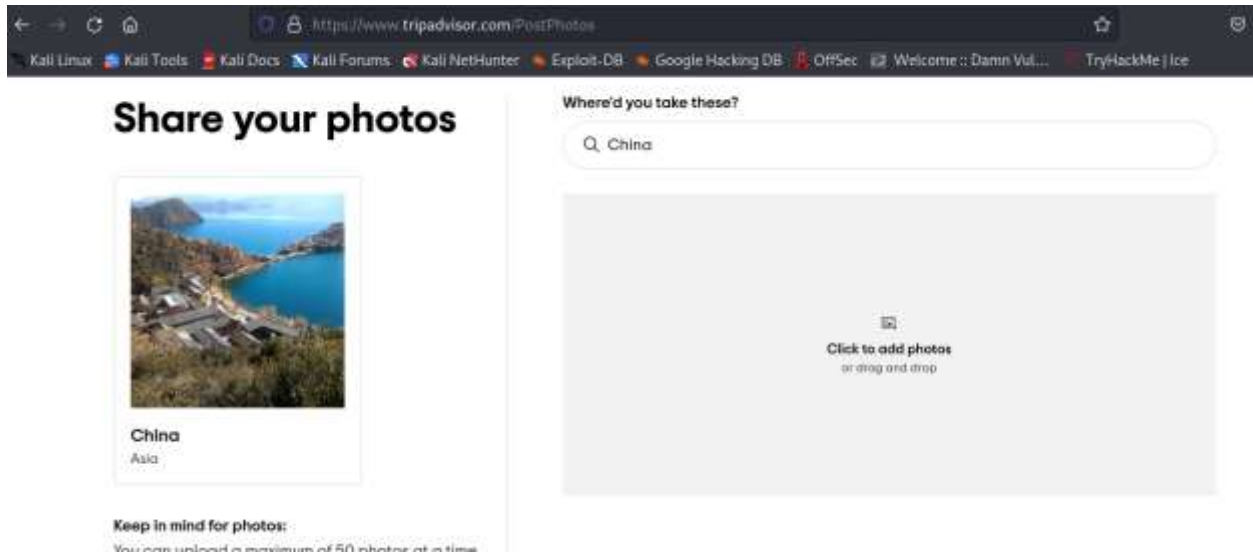 https://www.tripadvisor.com/PostPhotos
Kali Linux Kali Tools Kali Docs Kali Forums Kali NetHunter Exploit-DB Google Hacking DB OffSec Welcome :: Damn Vul... TryHackMe | Ice
Share your photos
China
Asia
Keep in mind for photos:
You can upload a maximum of 50 photos at a time
Where'd you take these?
China
Click to add photos
or drag and drop